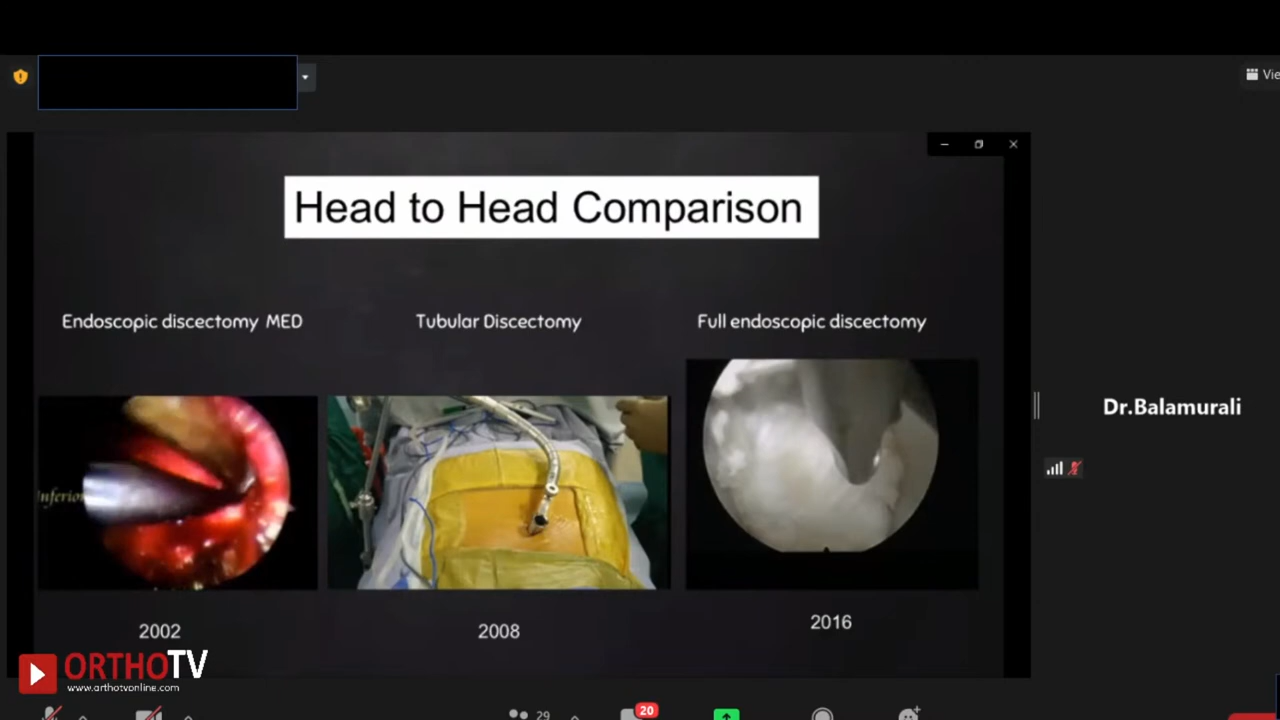 Vie
Head to Head Comparison
Endoscopic discectomy MED
Tubular Discectomy
Full endoscopic discectomy
Dr.Balamurali
Inferior
2002
2008
2016
ORTHOTV
www.orthotvonline.com
29
20